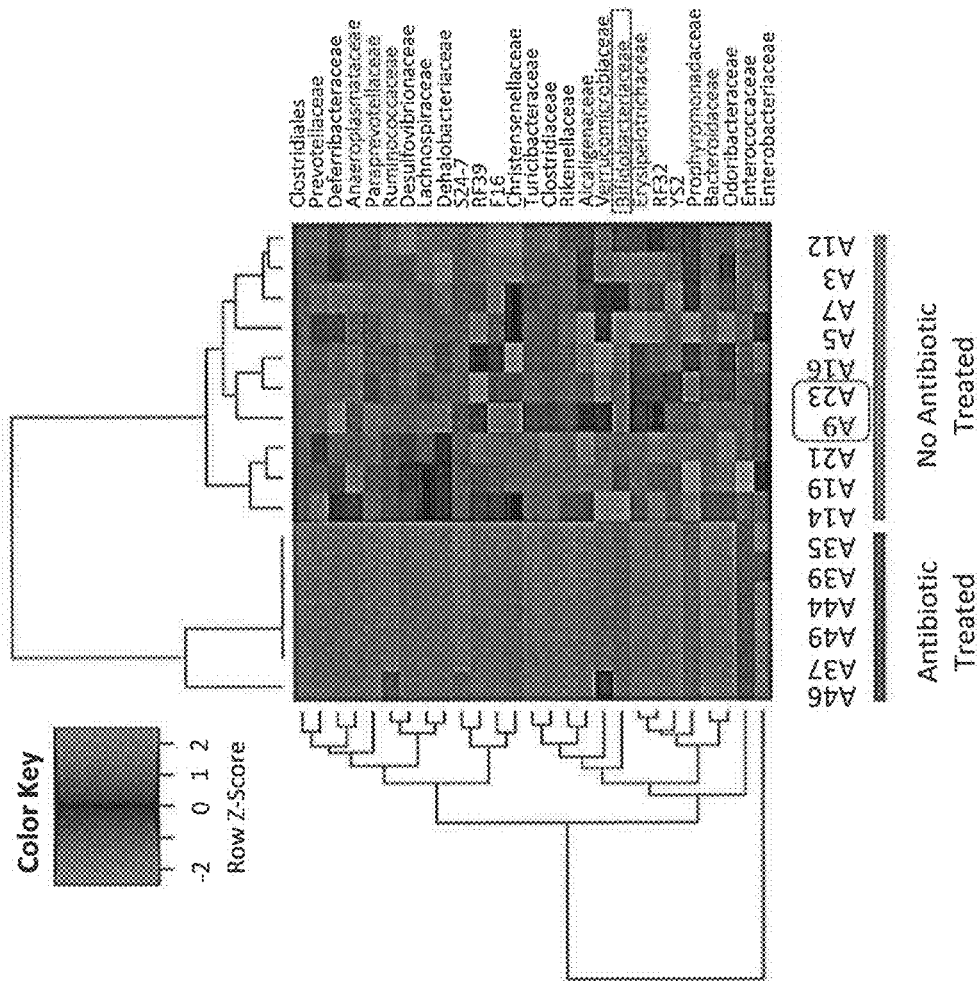 Color Key
-2 0 1 2
Row Z-Score
Clostridiales
Prevotellaceae
Deferribacteraceae
Anaeroplasmataceae
Paraprevotellaceae
Ruminococcaceae
Desulfovibrionaceae
Lachnospiraceae
Dehalobacteriaceae
S24-7
RF39
F16
Christensenellaceae
Turicibacteraceae
Clostridiaceae
Rikenellaceae
Alcaligenaceae
Verrucomicrobiaceae
Bifidobacteriaceae
Erysipelotrichaceae
RF32
YS2
Prophyromonadaceae
Bacteroidaceae
Odoribacteraceae
Enterococcaceae
Enterobacteriaceae
A46 A37 A49 A44 A39 A35 A14 A19 A21 A9 A23 A16 A5 A7 A3 A12
Antibiotic
Treated
No Antibiotic
Treated